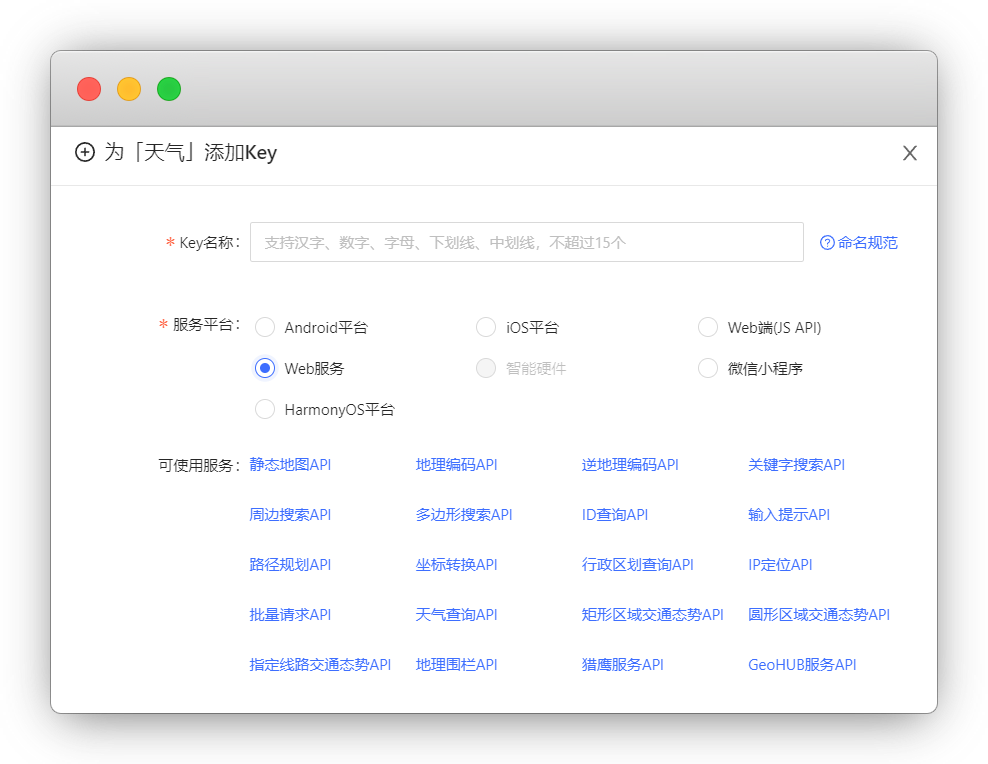 为「天气」添加Key
X
* Key名称: 支持汉字、数字、字母、下划线、中划线，不超过15个 ?命名规范
* 服务平台: Android平台 iOS平台 Web端(JS API)
Web服务 智能硬件 微信小程序
HarmonyOS平台
可使用服务: 静态地图API 地理编码API 逆地理编码API 关键字搜索API
周边搜索API 多边形搜索API ID查询API 输入提示API
路径规划API 坐标转换API 行政区划查询API IP定位API
批量请求API 天气查询API 矩形区域交通态势API 圆形区域交通态势API
指定线路交通态势API 地理围栏API 猎鹰服务API GeoHUB服务API